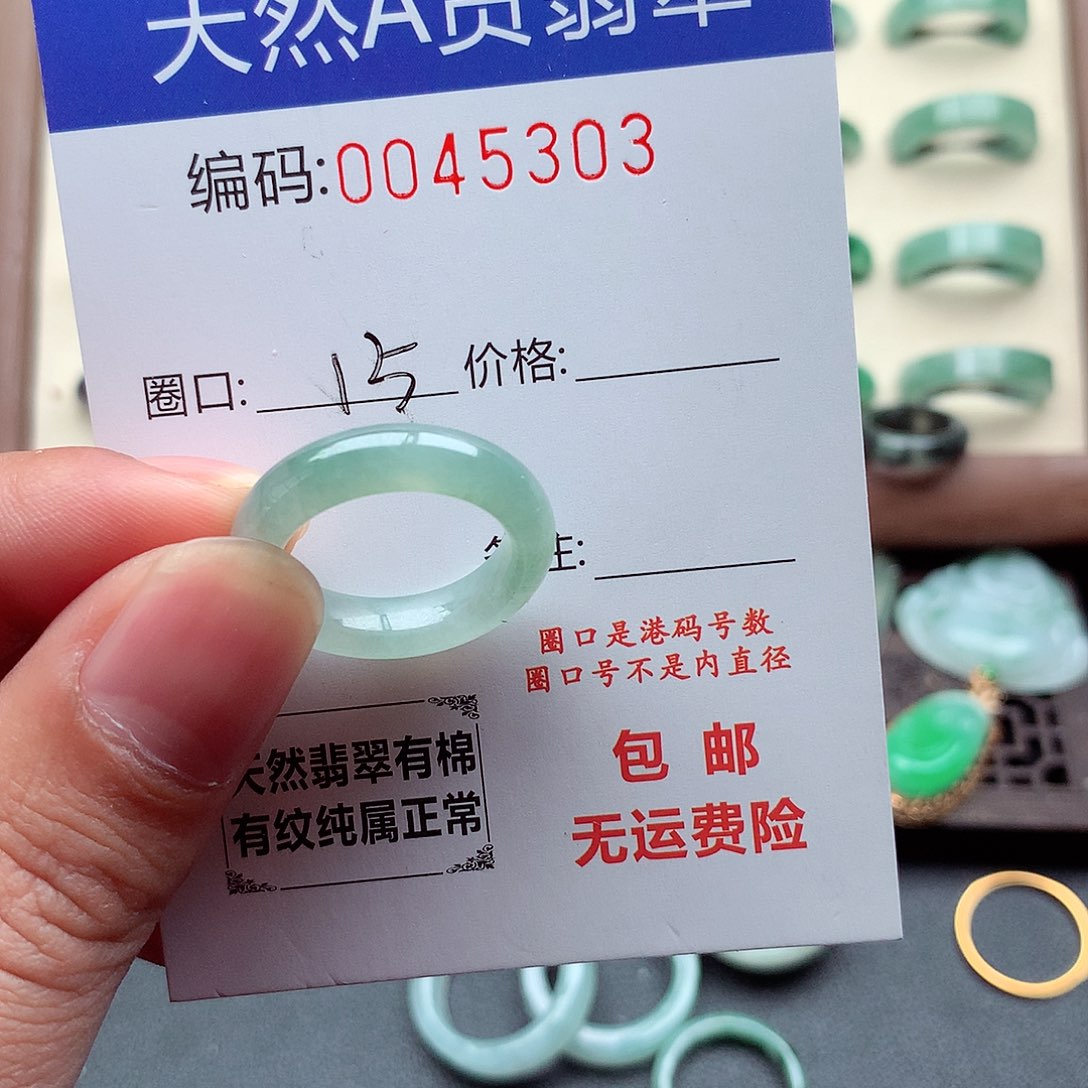 天然A货翡翠
编码:0045303
圈口: 15 价格:
注:
圈口是港码号数
圈口号不是内直径
天然翡翠有棉
有纹纯属正常
包 邮
无运费险